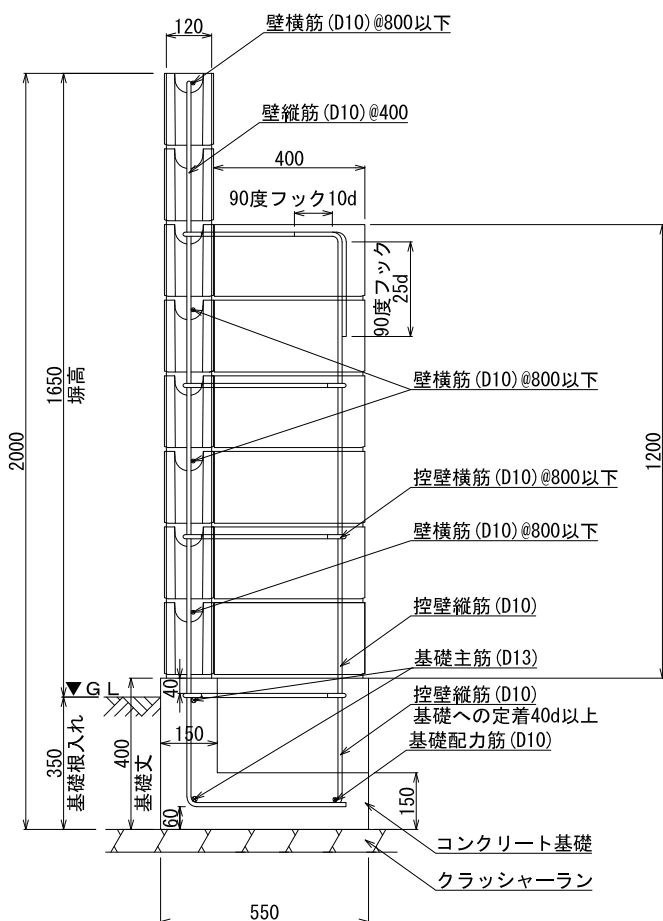 120
壁横筋(D10)@800以下
壁縦筋(D10)@400
400
90度フック10d
90度フック
25d
壁横筋(D10)@800以下
1650
塀高
2000
1200
控壁横筋(D10)@800以下
壁横筋(D10)@800以下
控壁縦筋(D10)
基礎主筋(D13)
▼GL
40
控壁縦筋(D10)
基礎への定着40d以上
150
基礎配力筋(D10)
350
基礎根入れ
400
基礎丈
150
60
コンクリート基礎
クラッシャーラン
550